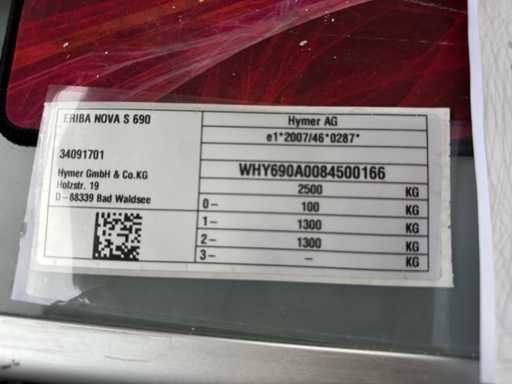 ERIBA NOVA S 690
34091701
Hymer GmbH & Co.KG
Holzstr. 19
D-88339 Bad Waldsee
Hymer AG
e1*2007/46*0287*
WHY690A0084500166
2500 KG
0- 100 KG
1- 1300 KG
2- 1300 KG
3- - KG